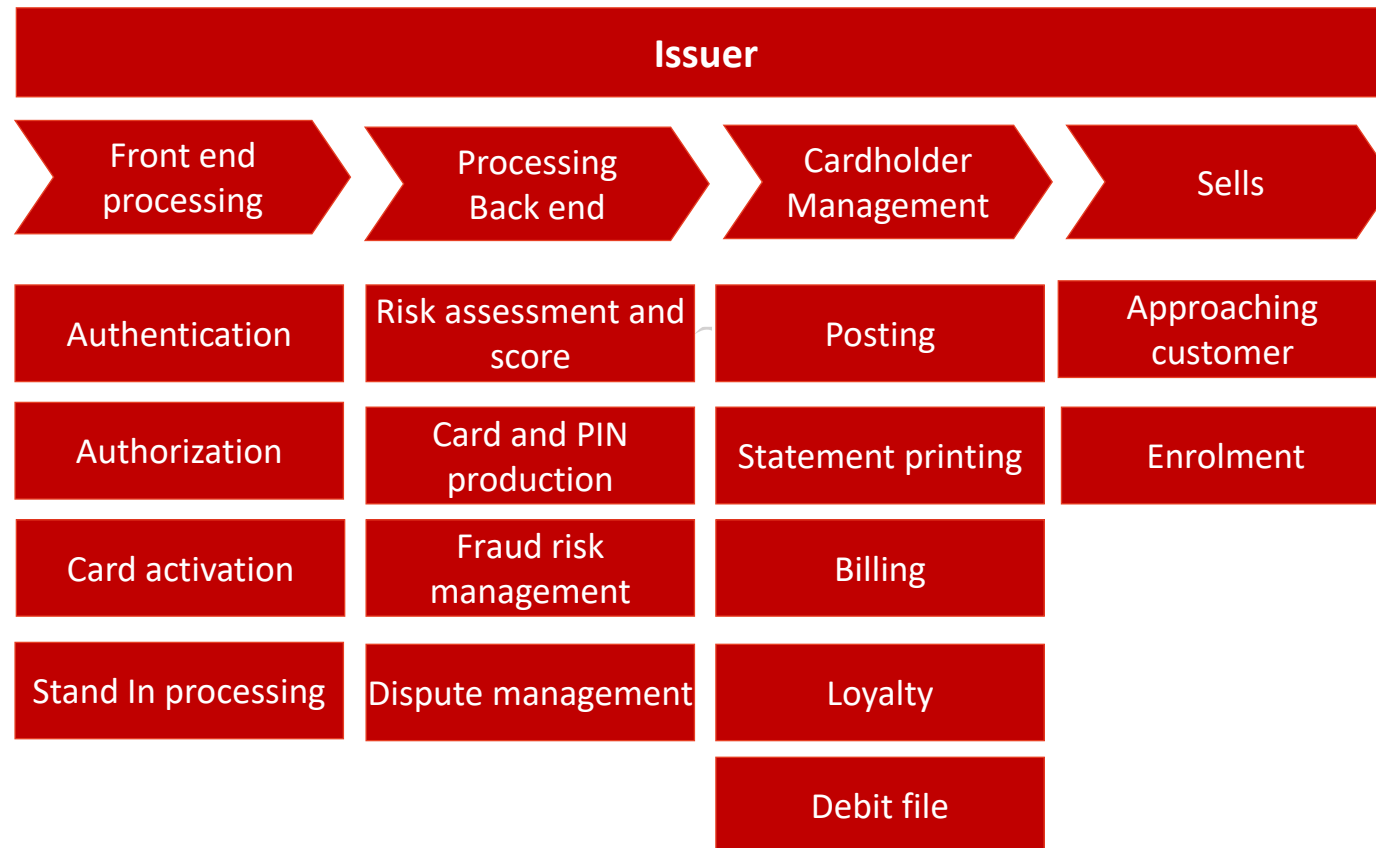 Issuer
Front end
processing
Processing
Back end
Cardholder
Management
Sells
Authentication
Risk assessment and
score
Posting
Approaching
customer
Authorization
Card and PIN
production
Statement printing
Enrolment
Card activation
Fraud risk
management
Billing
Stand In processing
Dispute management
Loyalty
Debit file